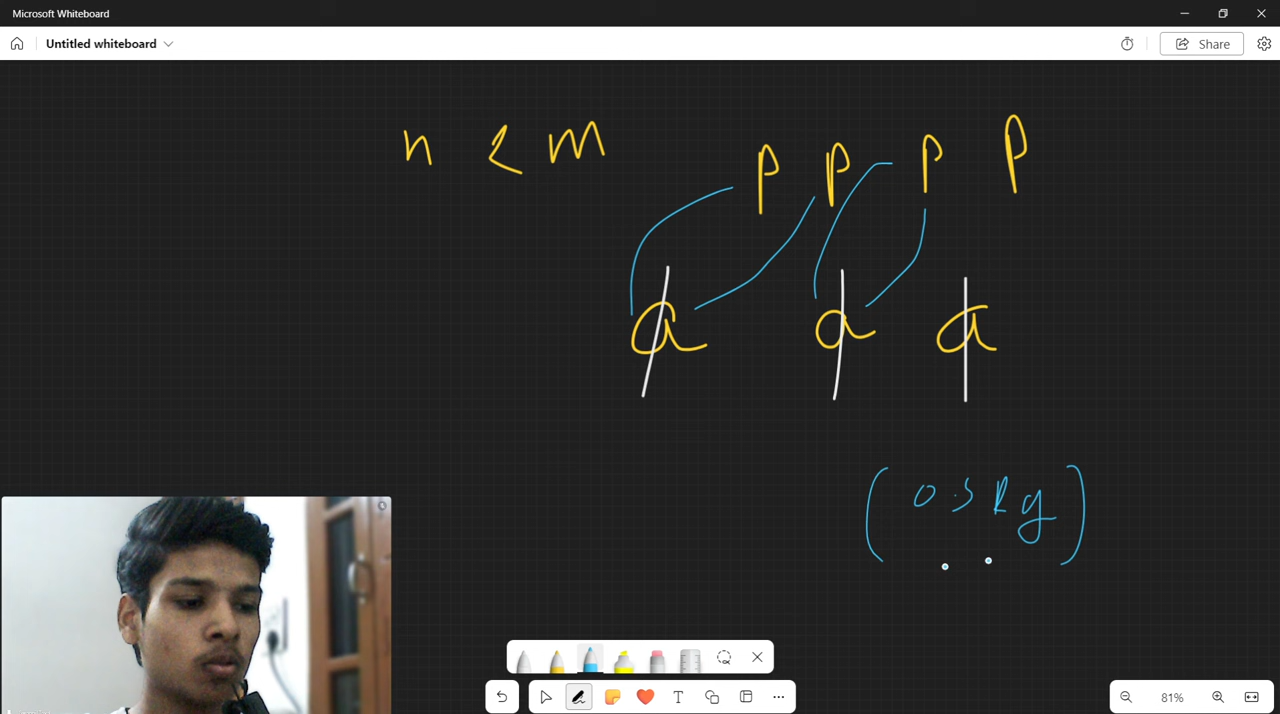 Microsoft Whiteboard
Untitled whiteboard
Share
n < m
p p p p
a a a
(0.5 kg)
81%